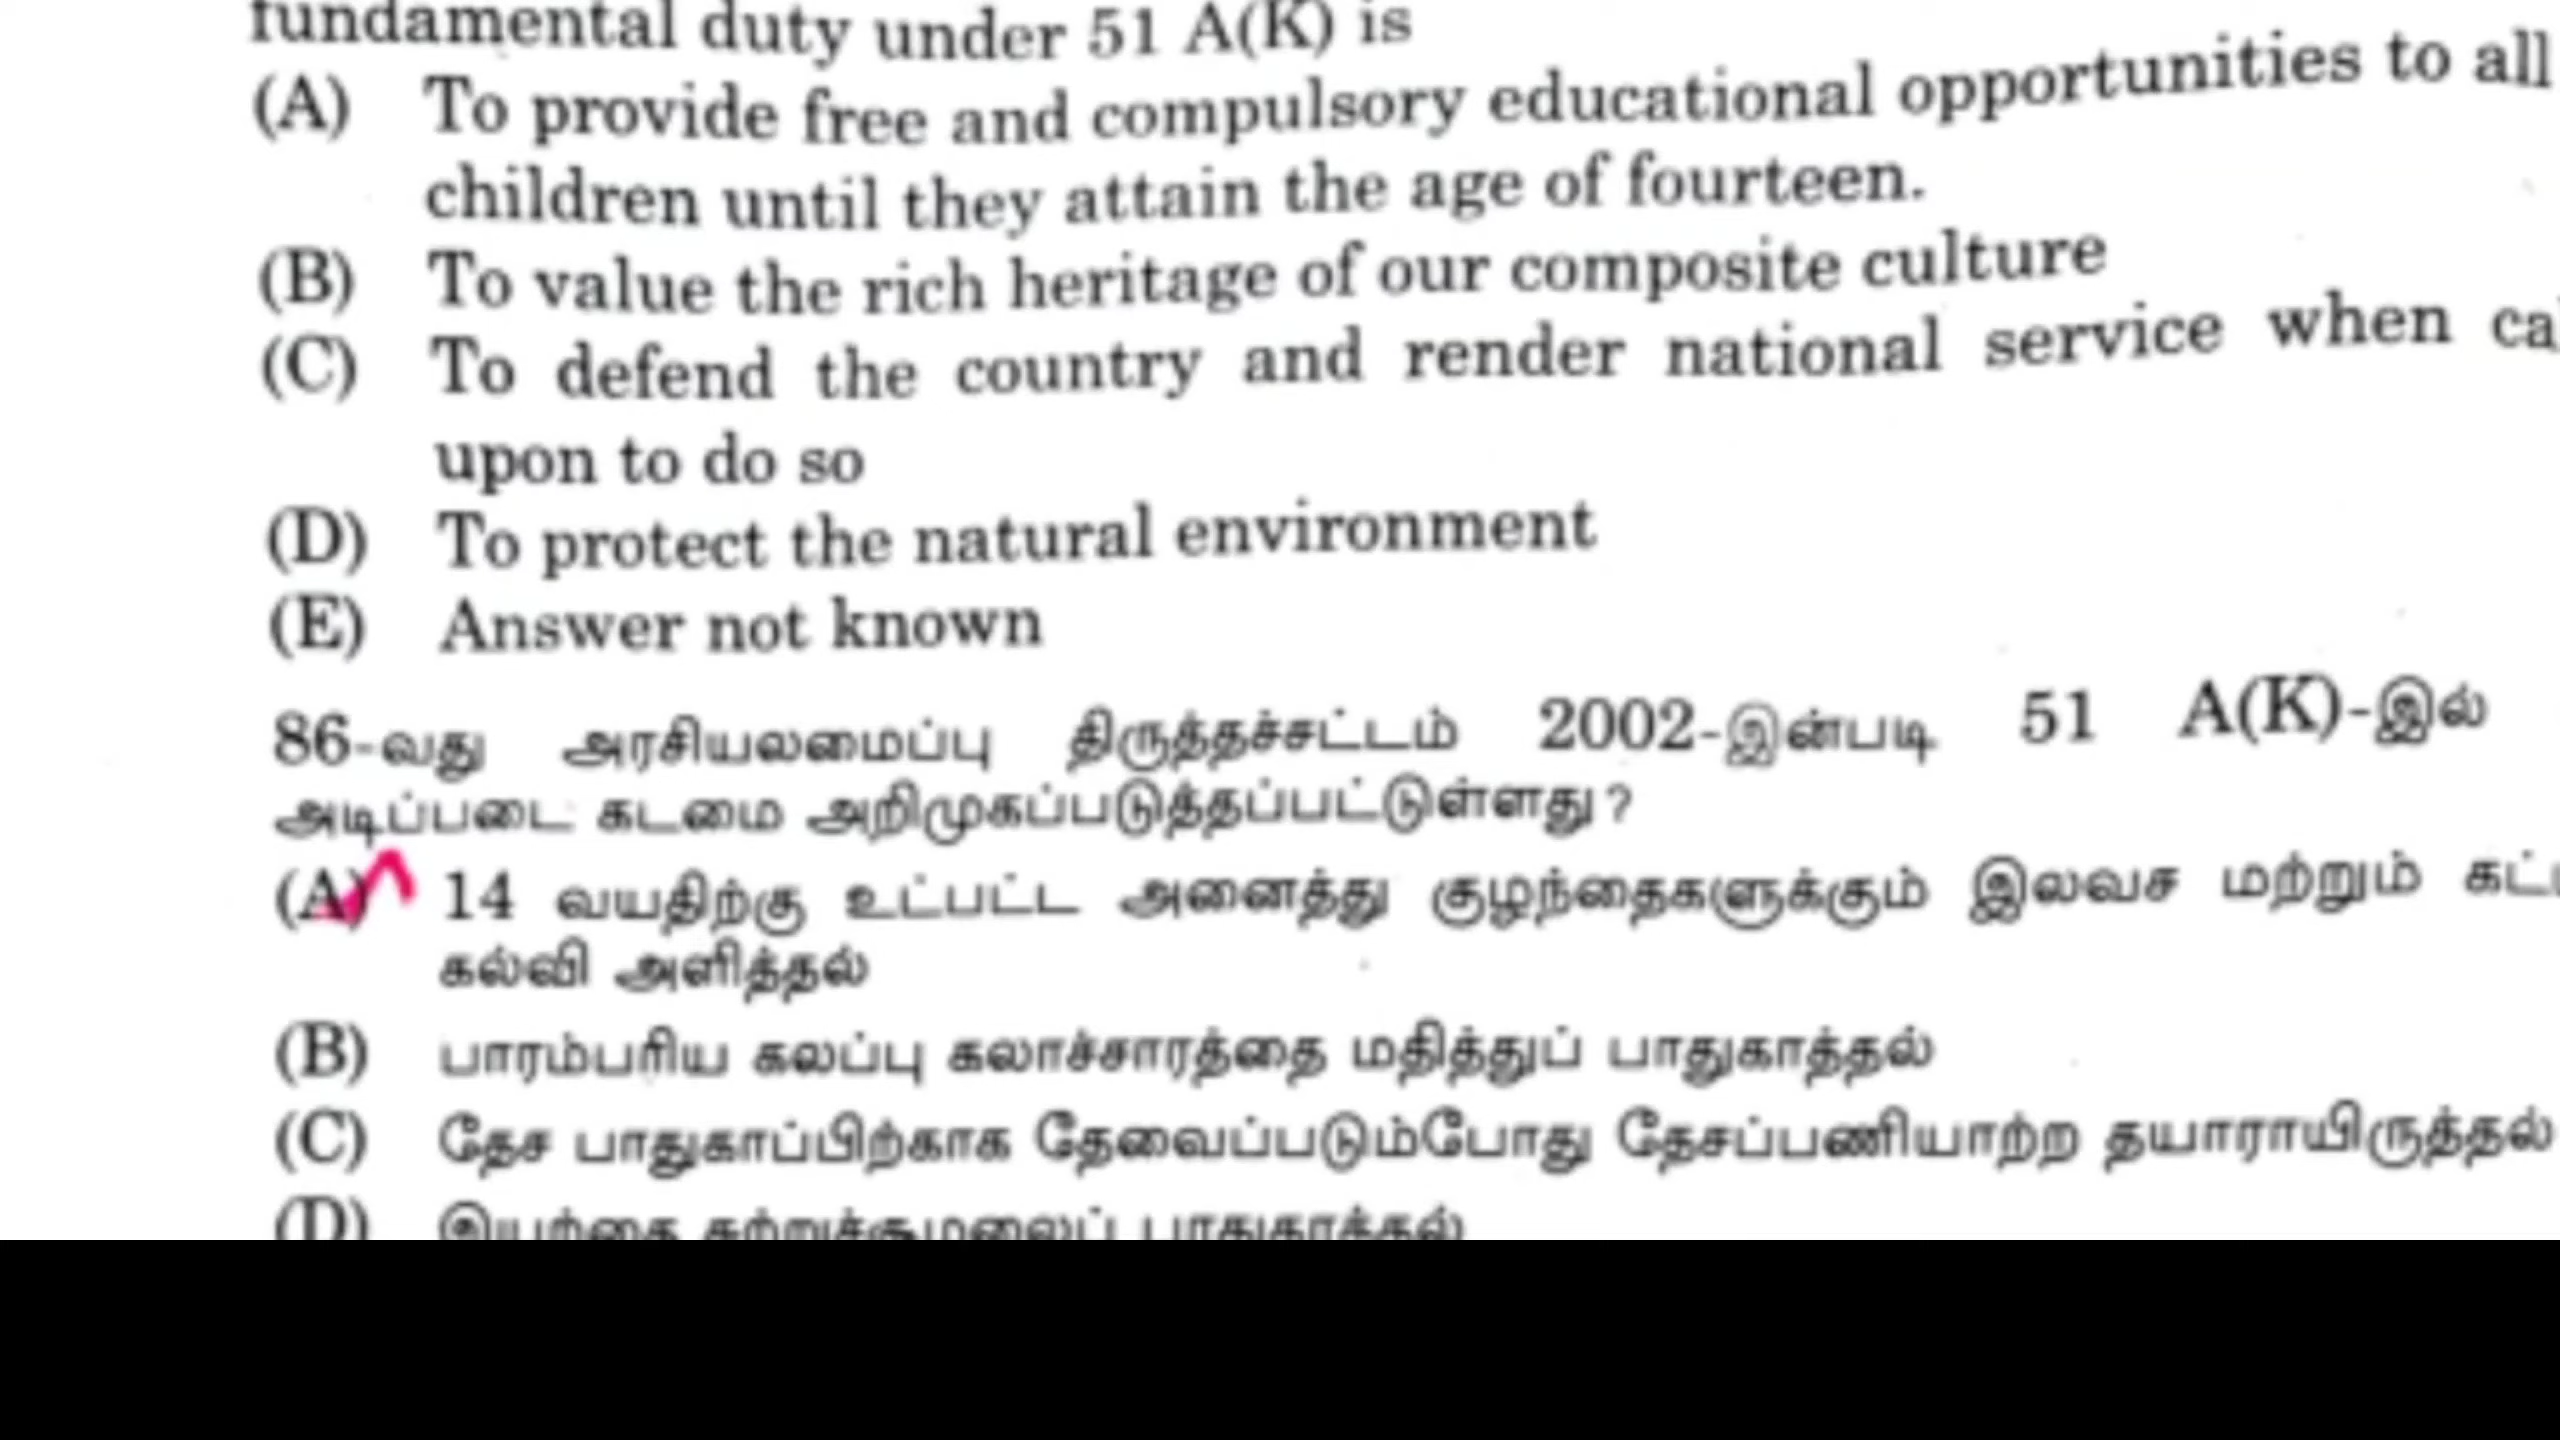 fundamental duty under 51 A(K) is
(A) To provide free and compulsory educational opportunities to all
children until they attain the age of fourteen.
(B) To value the rich heritage of our composite culture
(C) To defend the country and render national service when
upon to do so
(D) To protect the natural environment
(E) Answer not known
86-வது அரசியலமைப்பு திருத்தச்சட்டம் 2002-இன்படி 51 A(K)-இல்
அடிப்படை கடமை அறிமுகப்படுத்தப்பட்டுள்ளது?
(A) 14 வயதிற்கு உட்பட்ட அனைத்து குழந்தைகளுக்கும் இலவச மற்றும்
கல்வி அளித்தல்
(B) பாரம்பரிய கலப்பு கலாச்சாரத்தை மதித்துப் பாதுகாத்தல்
(C) தேச பாதுகாப்பிற்காக தேவைப்படும்போது தேசப்பணியாற்ற தயாராயிருத்தல்
(D) இயற்கை சுற்றுச்சூழலைப் பாதுகாத்தல்